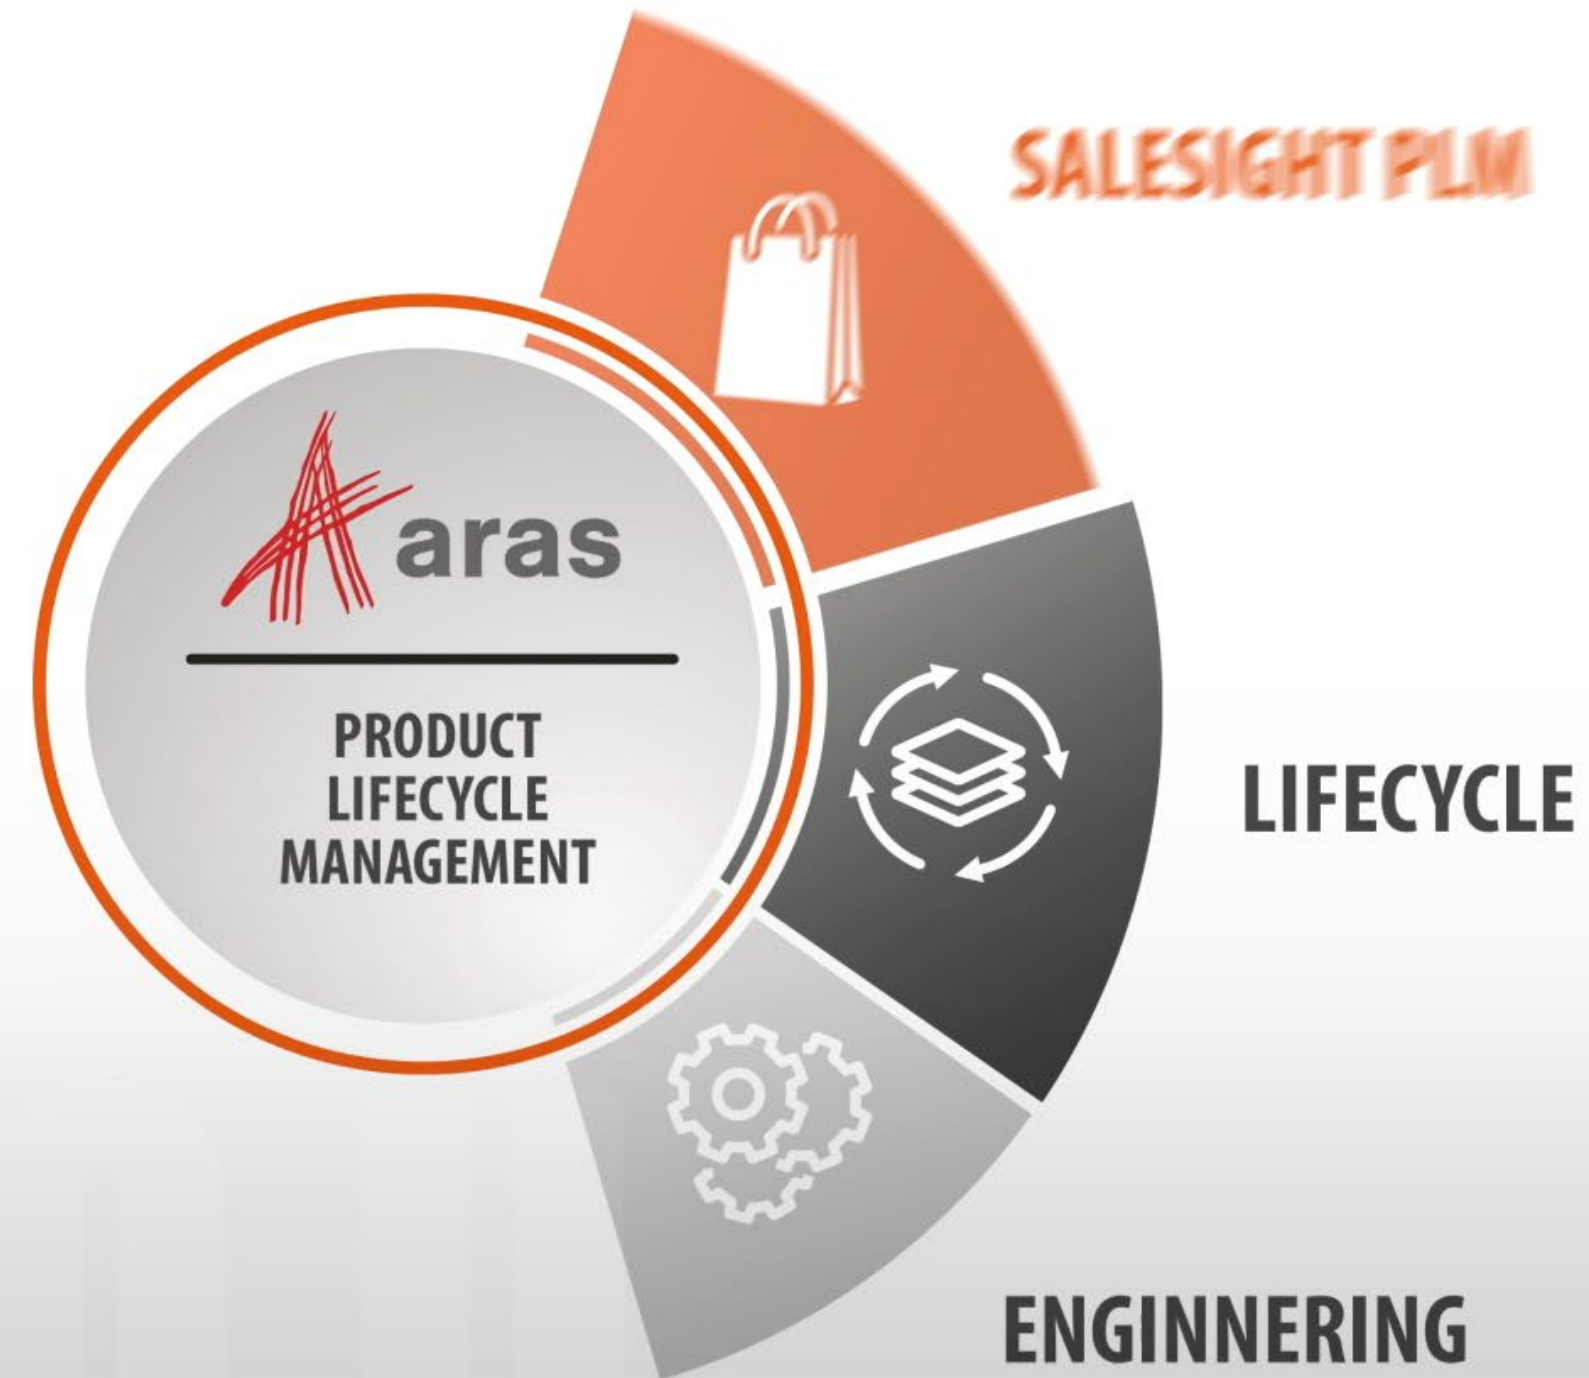 SALESIGHT PLM
aras
PRODUCT
LIFECYCLE
MANAGEMENT
LIFECYCLE
ENGINNERING